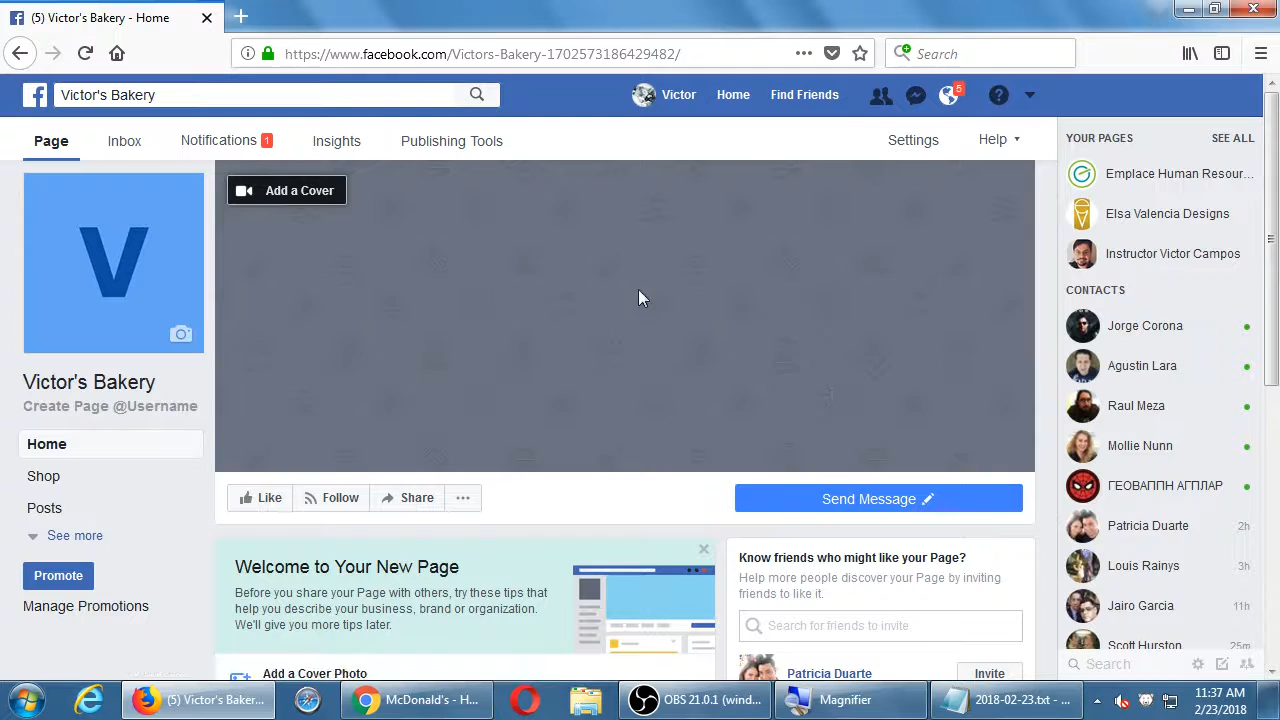 (5) Victor's Bakery - Home
https://www.facebook.com/Victors-Bakery-1702573186429482/
Search
Victor's Bakery
Victor
Home
Find Friends
5
Page
Inbox
Notifications 1
Insights
Publishing Tools
Settings
Help
Add a Cover
V
Victor's Bakery
Create Page @Username
Home
Shop
Posts
See more
Promote
Manage Promotions
Like
Follow
Share
Send Message
Welcome to Your New Page
Before you share your Page with others, try these tips that
help you describe your business, brand or organization.
We'll give you more tips later.
Add a Cover Photo
Know friends who might like your Page?
Help more people discover your Page by inviting
friends to like it.
Search for friends to invite
Patricia Duarte
Invite
YOUR PAGES
SEE ALL
Emplace Human Resour...
Elsa Valencia Designs
Instructor Victor Campos
CONTACTS
Jorge Corona
Agustin Lara
Raul Meza
Mollie Nunn
Patricia Duarte 2h
Louis Rainys 3h
Jairo Garcia 11h
Scott Hurston 25m
Search
(5) Victor's Baker...
McDonald's - H...
OBS 21.0.1 (wind...
Magnifier
2018-02-23.txt - ...
11:37 AM
2/23/2018